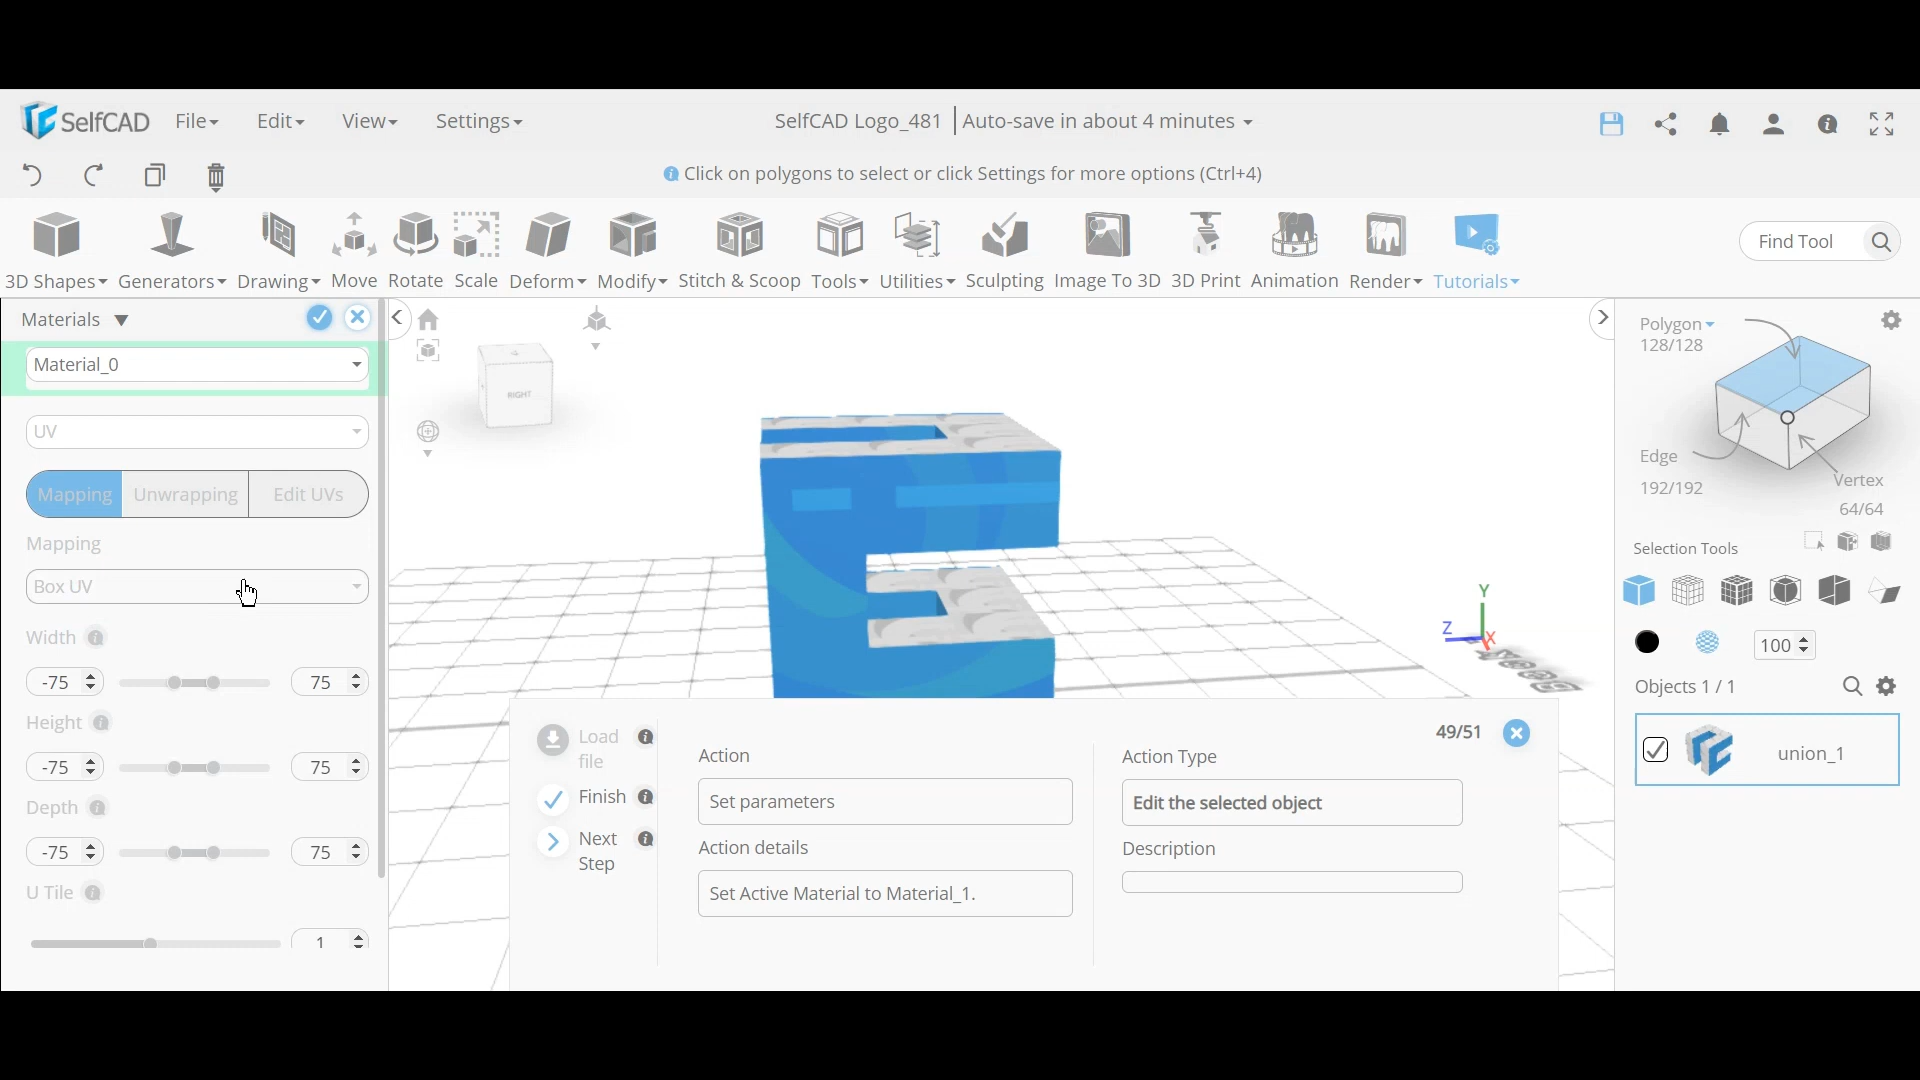 SelfCAD File Edit View Settings SelfCAD Logo_481 Auto-save in about 4 minutes
Click on polygons to select or click Settings for more options (Ctrl+4)
3D Shapes Generators Drawing Move Rotate Scale Deform Modify Stitch & Scoop Tools Utilities Sculpting Image To 3D 3D Print Animation Render Tutorials Find Tool
Materials
Material_0
UV
Mapping Unwrapping Edit UVs
Mapping
Box UV
Width
-75 75
Height
-75 75
Depth
-75 75
U Tile
1
RIGHT
Y
Z X
Load
file
Finish
Next
Step
Action
Set parameters
Action details
Set Active Material to Material_1.
49/51
Action Type
Edit the selected object
Description
Polygon
128/128
Edge
192/192
Vertex
64/64
Selection Tools
100
Objects 1 / 1
union_1